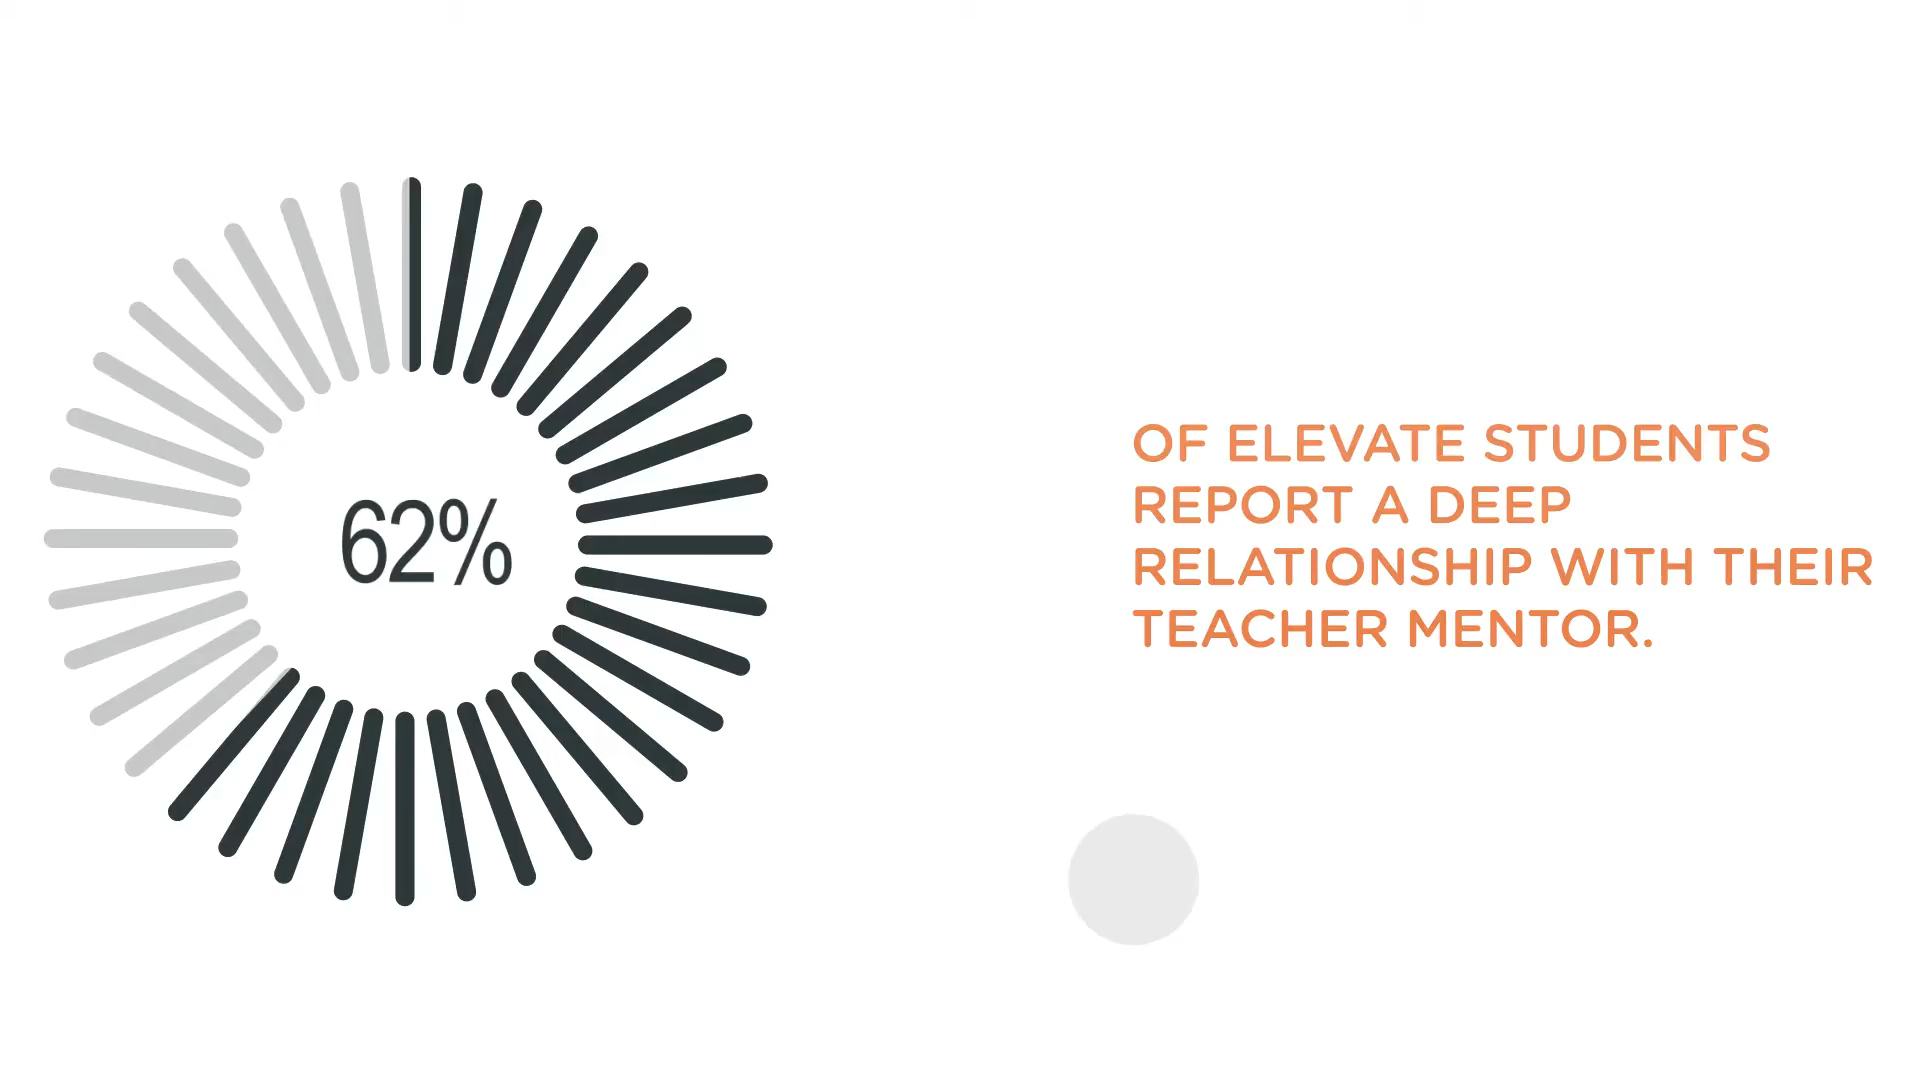 62%
OF ELEVATE STUDENTS
REPORT A DEEP
RELATIONSHIP WITH THEIR
TEACHER MENTOR.